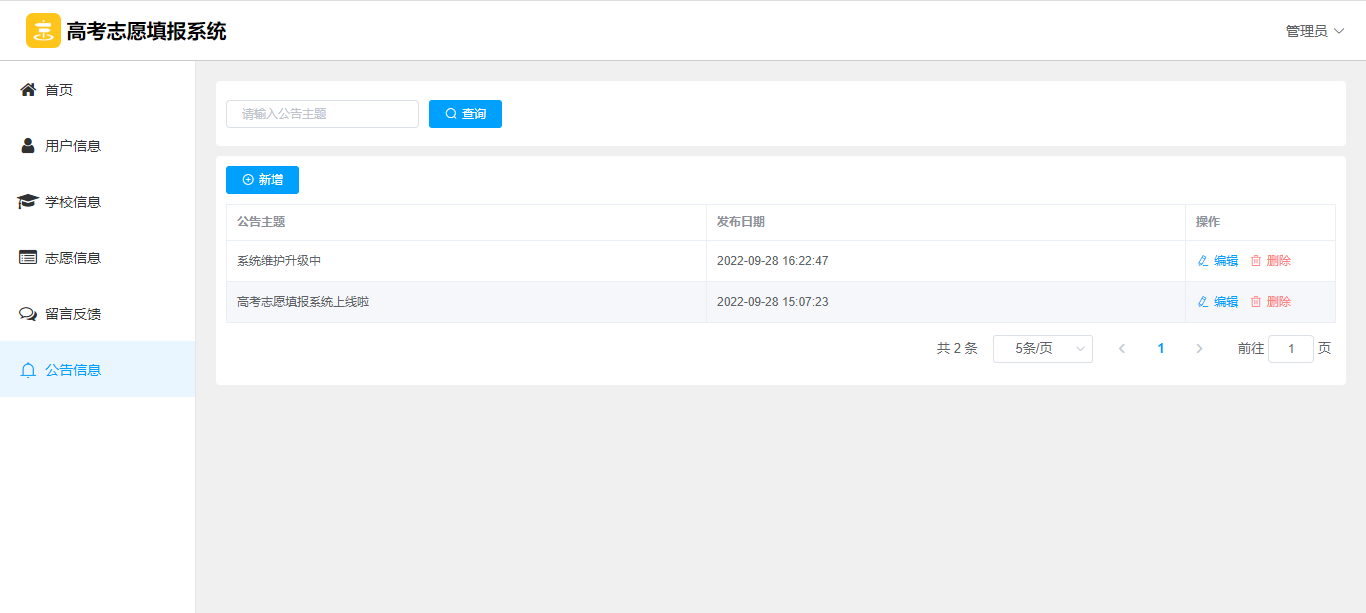 高考志愿填报系统
管理员
首页
用户信息
学校信息
志愿信息
留言反馈
公告信息
请输入公告主题 查询
新增
公告主题 发布日期 操作
系统维护升级中 2022-09-28 16:22:47 编辑 删除
高考志愿填报系统上线啦 2022-09-28 15:07:23 编辑 删除
共 2 条 5条/页 1 前往 1 页